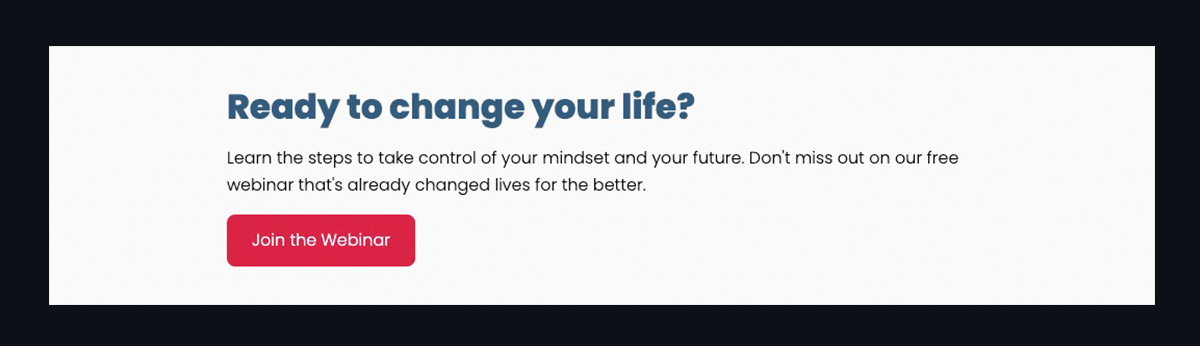 Ready to change your life?
Learn the steps to take control of your mindset and your future. Don't miss out on our free
webinar that's already changed lives for the better.
Join the Webinar